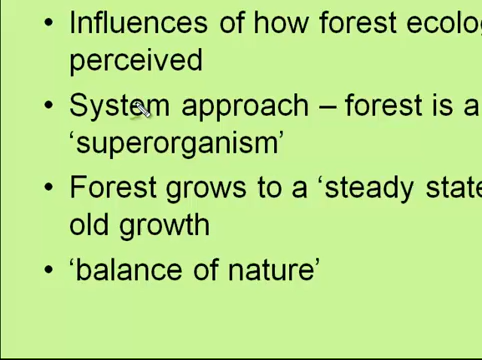 • Influences of how forest
perceived
• System approach – forest is a
‘superorganism’
• Forest grows to a ‘steady state
old growth
• ‘balance of nature’